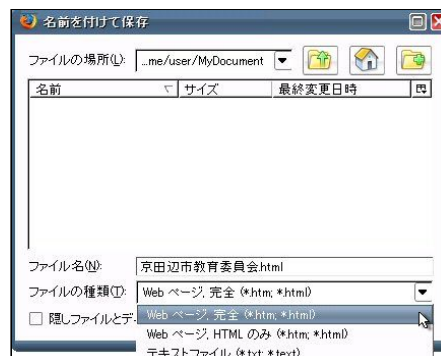 名前を付けて保存
ファイルの場所(L): ...me/user/MyDocument
名前 サイズ 最終変更日時
ファイル名(N): 京田辺市教育委員会.html
ファイルの種類(T): Web ページ, 完全 (*.htm; *.html)
隠しファイルとデ
Web ページ, 完全 (*.htm; *.html)
Web ページ, HTML のみ (*.htm; *.html)
テキストファイル (*.txt; *.text)